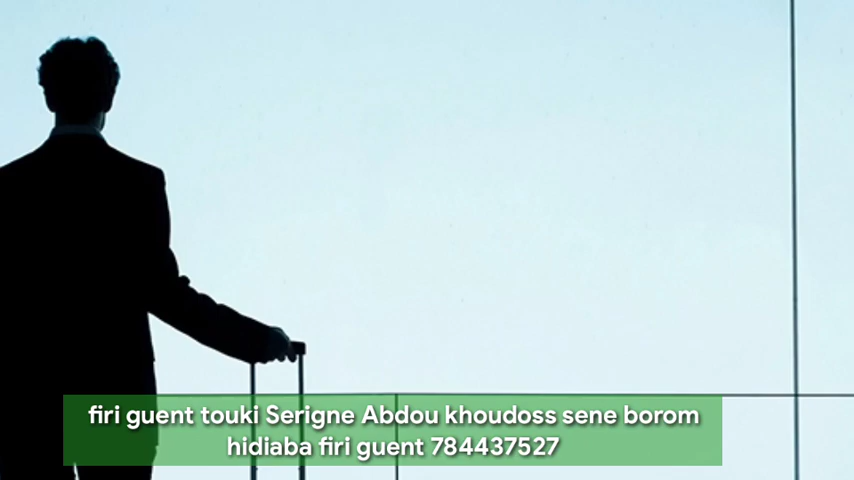 firi guent touki Serigne Abdou khoudoss sene borom
hidiaba firi guent 784437527